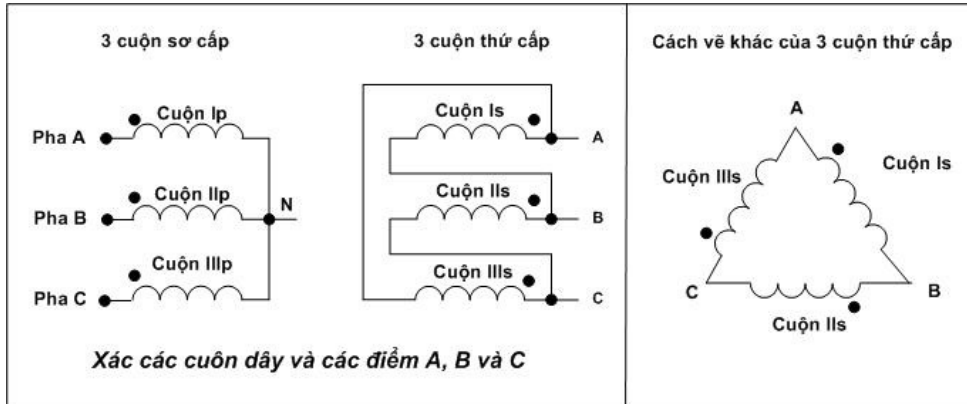 3 cuộn sơ cấp
3 cuộn thứ cấp
Cuộn Ip
Pha A
Cuộn IIp
Pha B
N
Cuộn IIIp
Pha C
Cuộn Is
A
Cuộn IIs
B
Cuộn IIIs
C
Xác các cuôn dây và các điểm A, B và C
Cách vẽ khác của 3 cuộn thứ cấp
A
Cuộn IIIs
Cuộn Is
C
B
Cuộn IIs